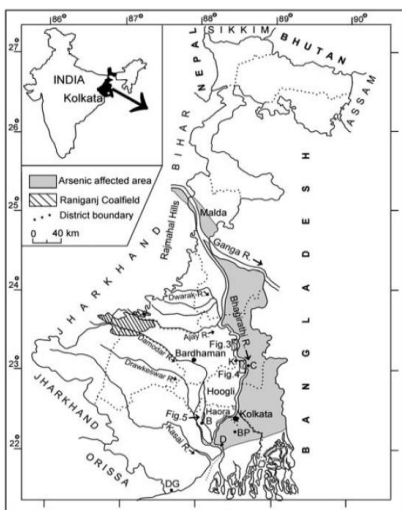 86° 87° 88° 89° 90°
27°
26°
25°
24°
23°
22°
INDIA
Kolkata
Arsenic affected area
Raniganj Coalfield
District boundary
0 40 km
SIKKIM
BHUTAN
NEPAL
ASSAM
BIHAR
JHARKHAND
Rajmahal Hills
Malda
Ganga R.
BANGLADESH
Bhagirathi R.
Dwarak R.
Ajay R.
Fig.3
Damodar R.
Bardhaman
K
C
Fig.4
Drawkeswar R.
Hoogli
JHARKHAND
Fig.5
Haora
B
Kolkata
BP
D
Kasai R.
ORISSA
DG